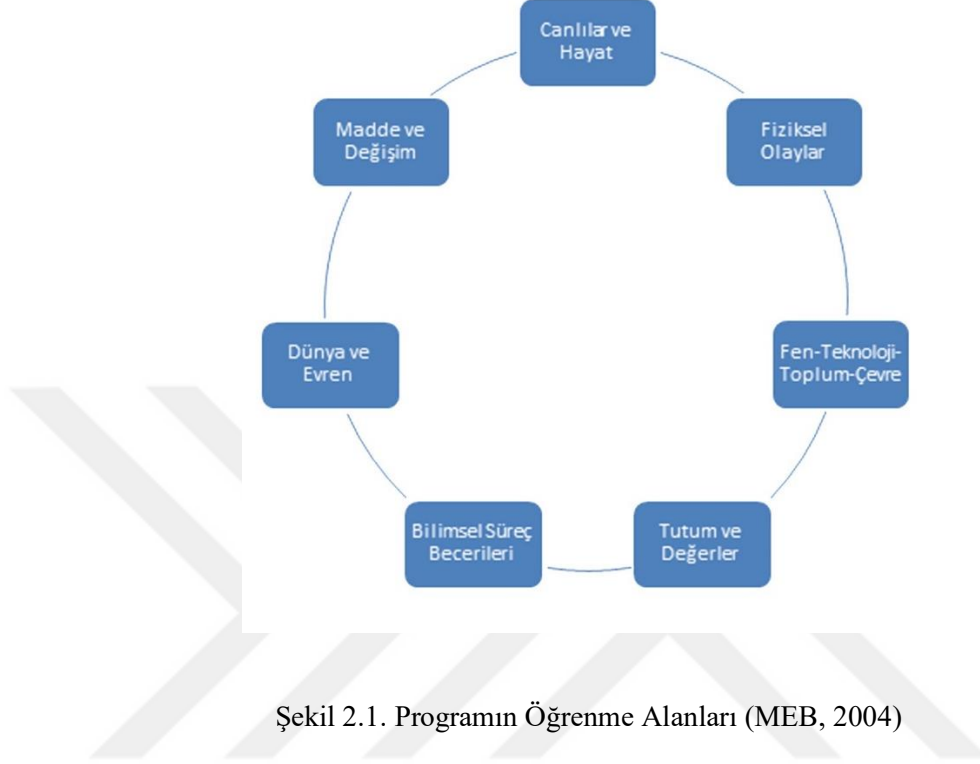 Canlılar ve
Hayat
Fiziksel
Olaylar
Fen-Teknoloji-
Toplum-Çevre
Tutum ve
Değerler
Bilimsel Süreç
Becerileri
Dünya ve
Evren
Madde ve
Değişim
Şekil 2.1. Programın Öğrenme Alanları (MEB, 2004)